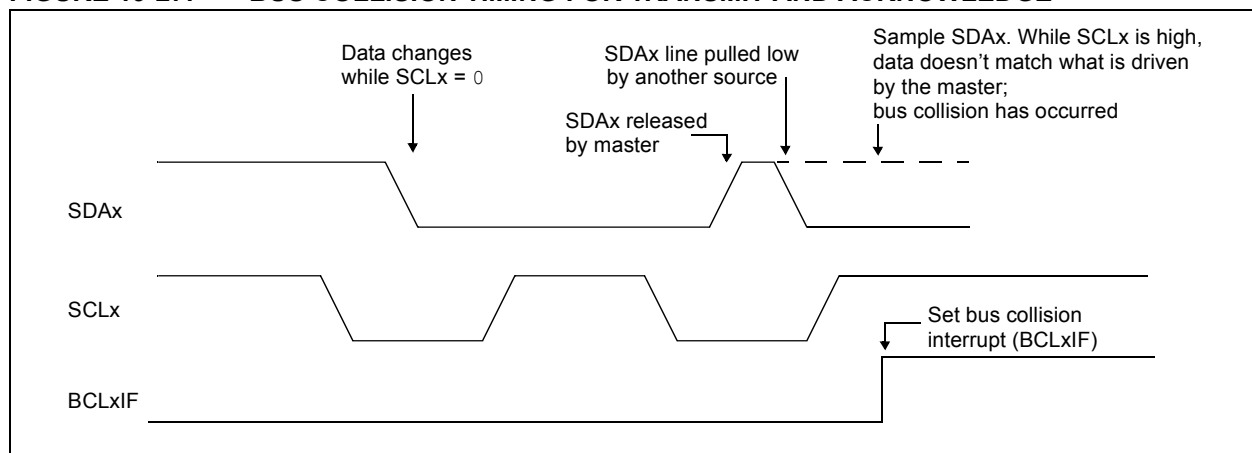 Data changes
while SCLx = 0
SDAx line pulled low
by another source
Sample SDAx. While SCLx is high,
data doesn't match what is driven
by the master;
bus collision has occurred
SDAx released
by master
SDAx
SCLx
Set bus collision
interrupt (BCLxIF)
BCLxIF